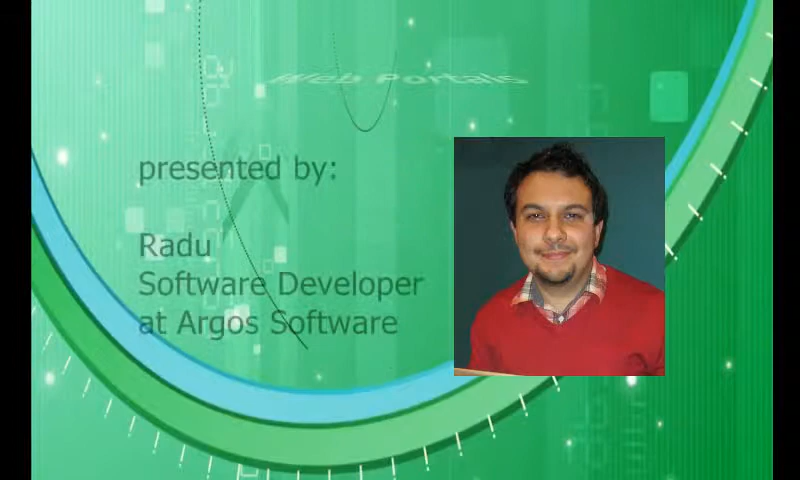 Web Portals
presented by:
Radu
Software Developer
at Argos Software